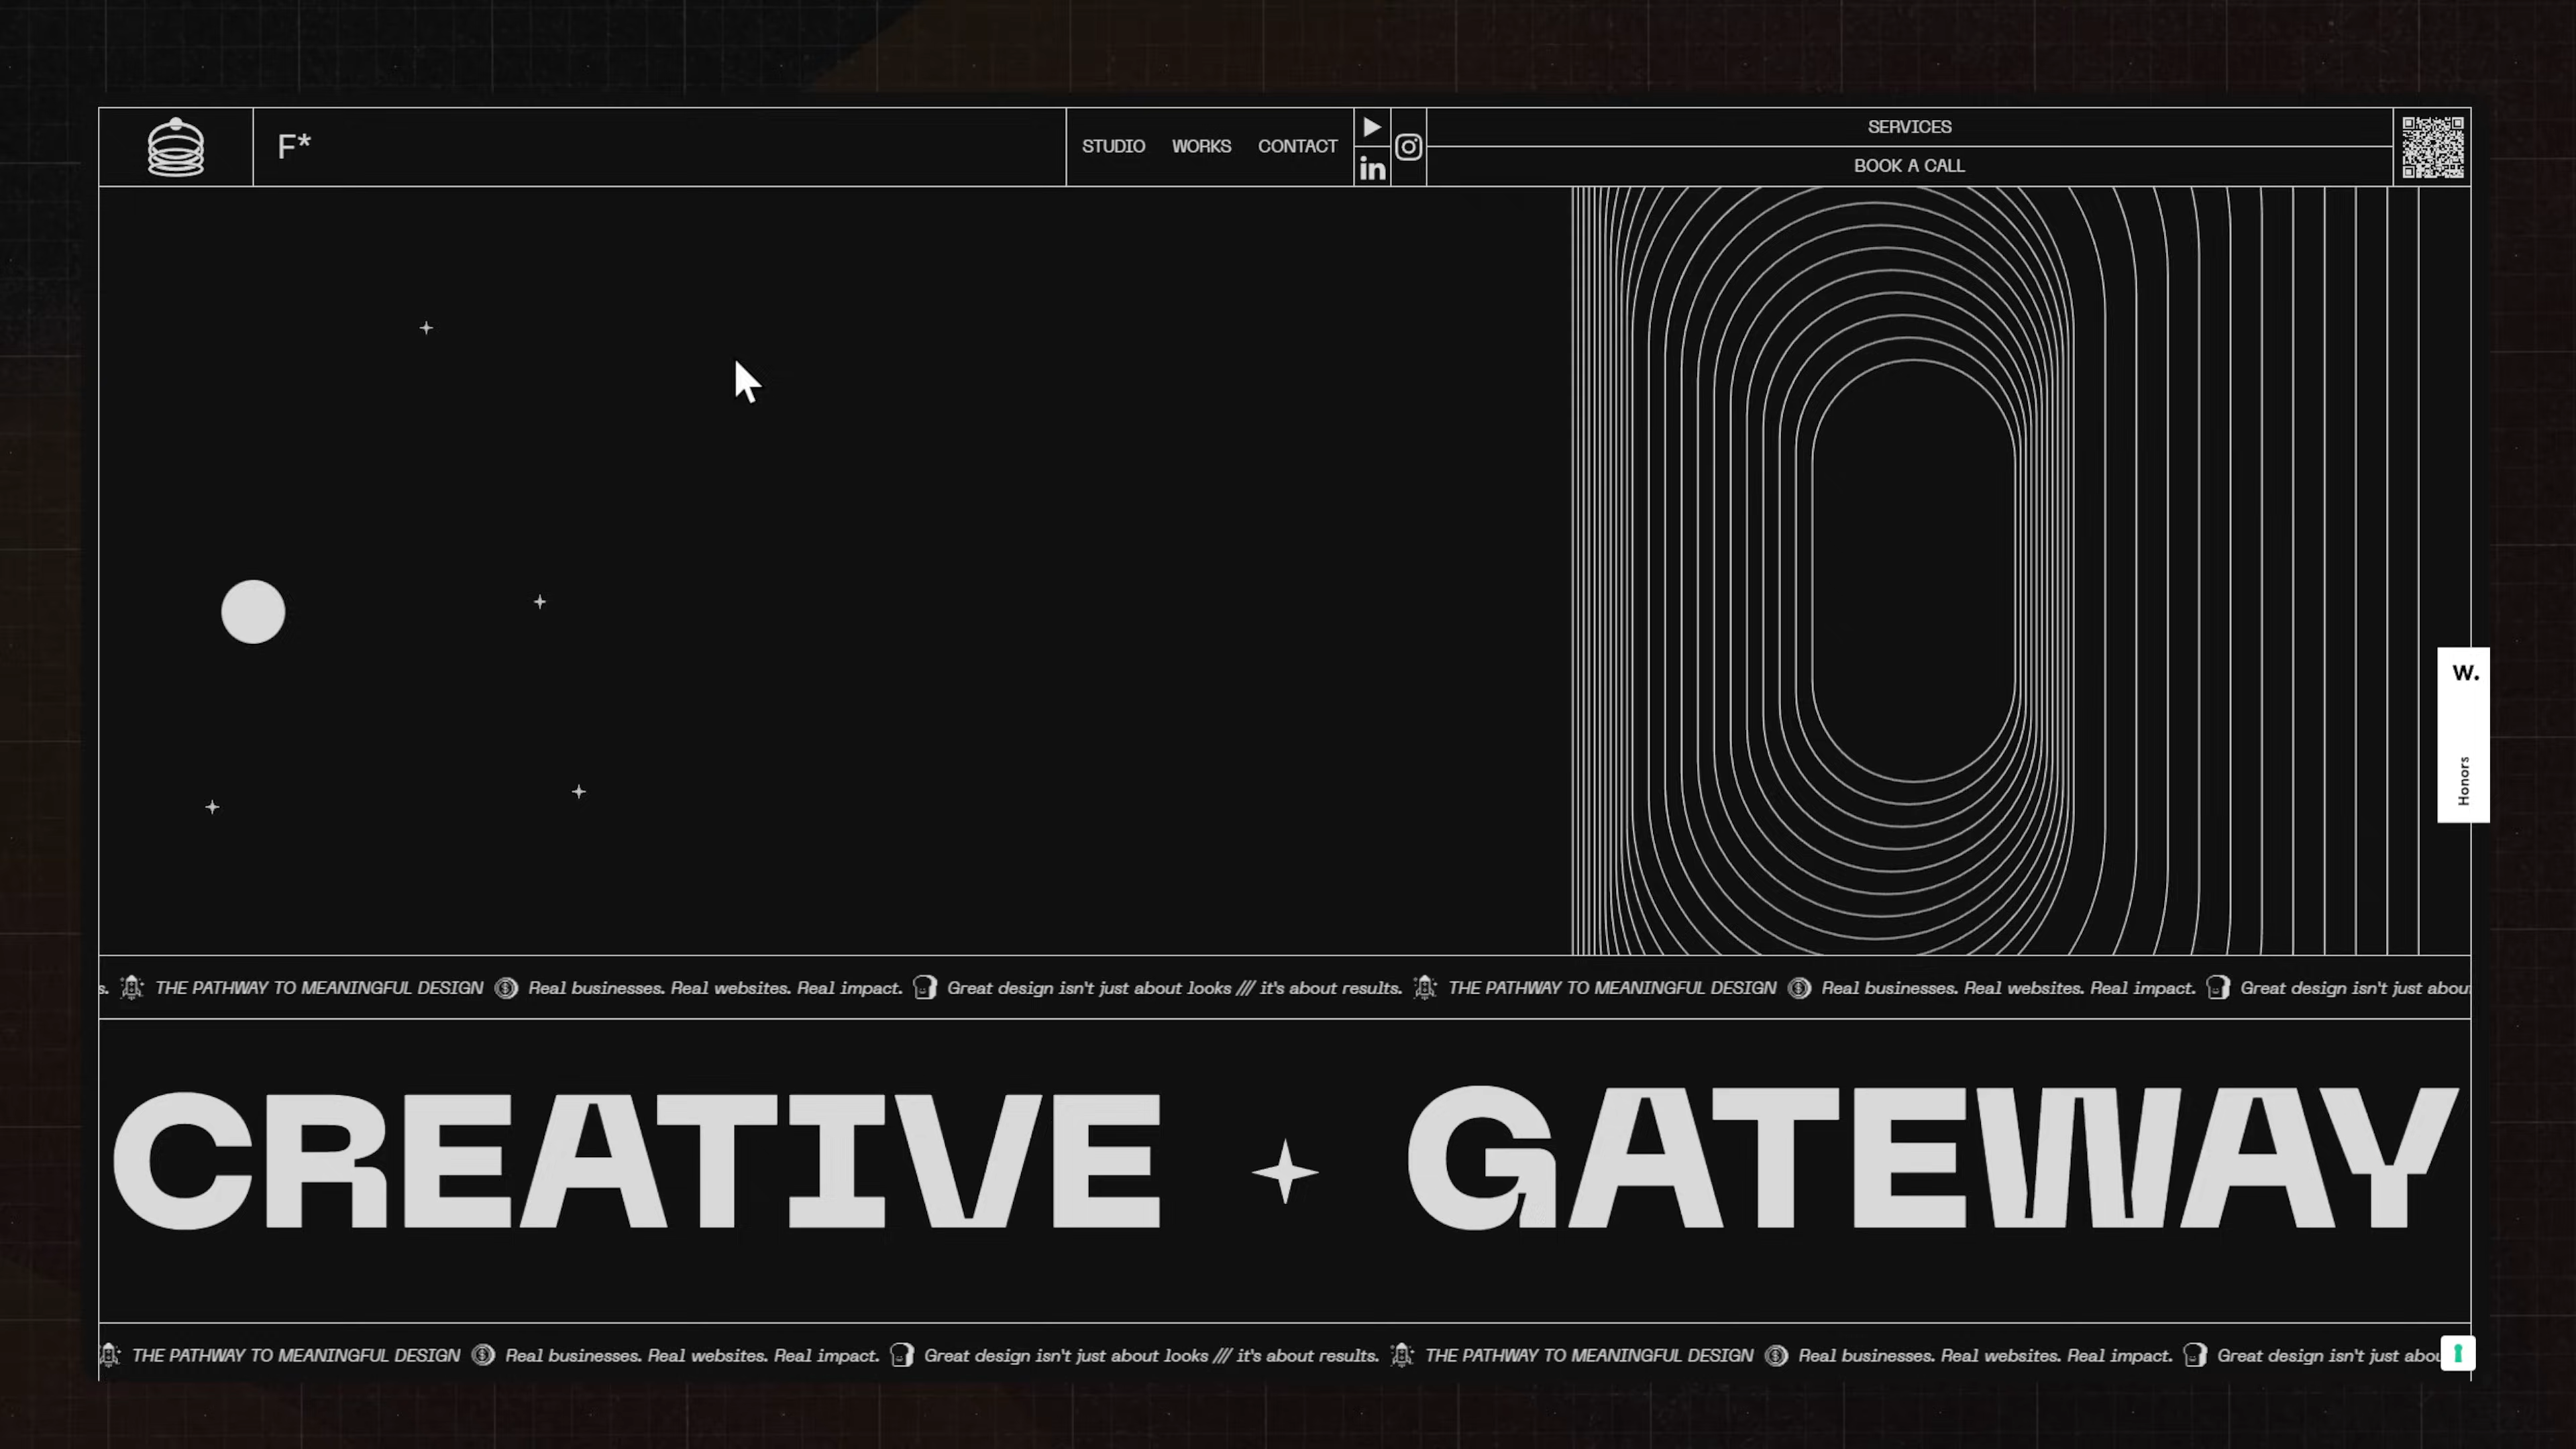 F*
STUDIO WORKS CONTACT
in
SERVICES
BOOK A CALL
W.
Honors
s. THE PATHWAY TO MEANINGFUL DESIGN Real businesses. Real websites. Real impact. Great design isn't just about looks /// it's about results. THE PATHWAY TO MEANINGFUL DESIGN Real businesses. Real websites. Real impact. Great design isn't just about
CREATIVE GATEWAY
THE PATHWAY TO MEANINGFUL DESIGN Real businesses. Real websites. Real impact. Great design isn't just about looks /// it's about results. THE PATHWAY TO MEANINGFUL DESIGN Real businesses. Real websites. Real impact. Great design isn't just abou